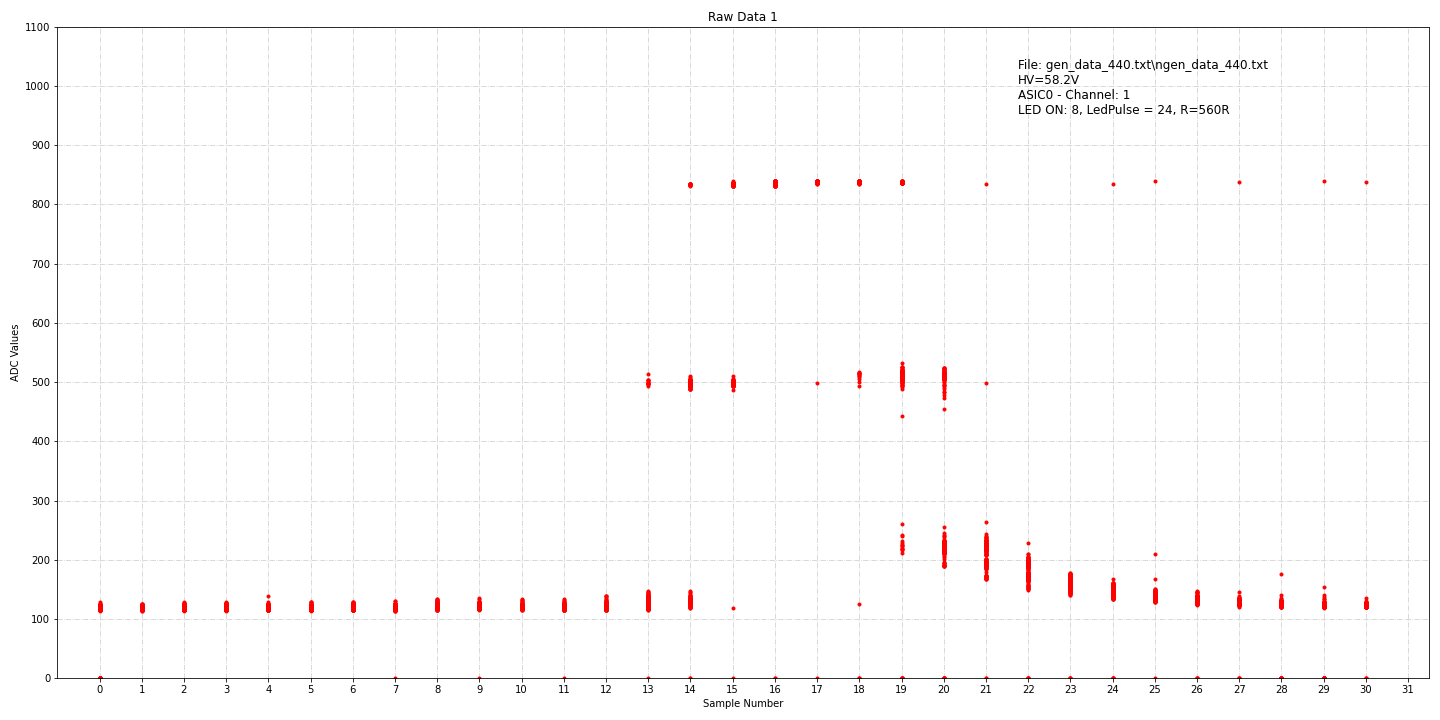 Raw Data 1
1100
1000
900
800
700
600
500
400
300
200
100
0
ADC Values
File: gen_data_440.txt\ngen_data_440.txt
HV=58.2V
ASIC0 - Channel: 1
LED ON: 8, LedPulse = 24, R=560R
0 1 2 3 4 5 6 7 8 9 10 11 12 13 14 15 16 17 18 19 20 21 22 23 24 25 26 27 28 29 30 31
Sample Number